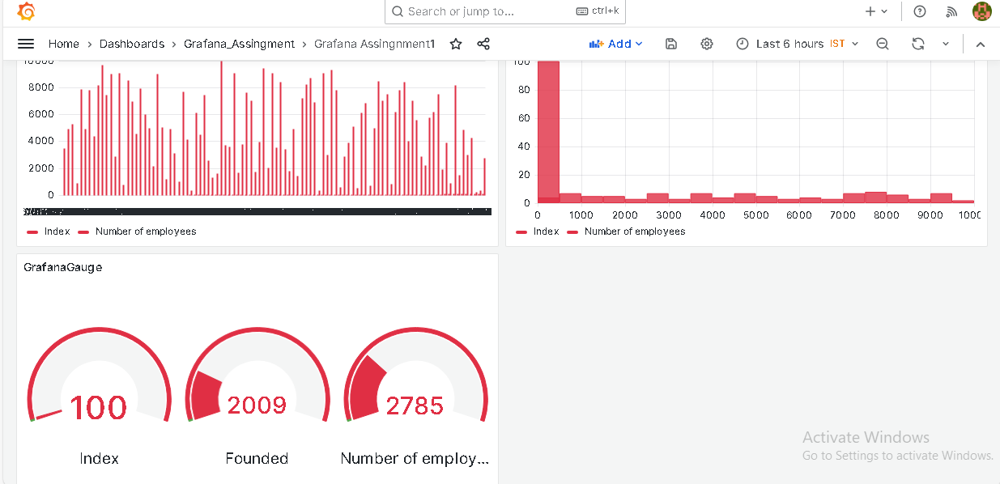 Search or jump to... ctrl+k
Home > Dashboards > Grafana_Assingment > Grafana Assingnment1 Add Last 6 hours IST
10000
8000
6000
4000
2000
0
Index Number of employees
100
80
60
40
20
0
0 1000 2000 3000 4000 5000 6000 7000 8000 9000 1000
Index Number of employees
GrafanaGauge
100 2009 2785
Index Founded Number of employ...
Activate Windows
Go to Settings to activate Windows.